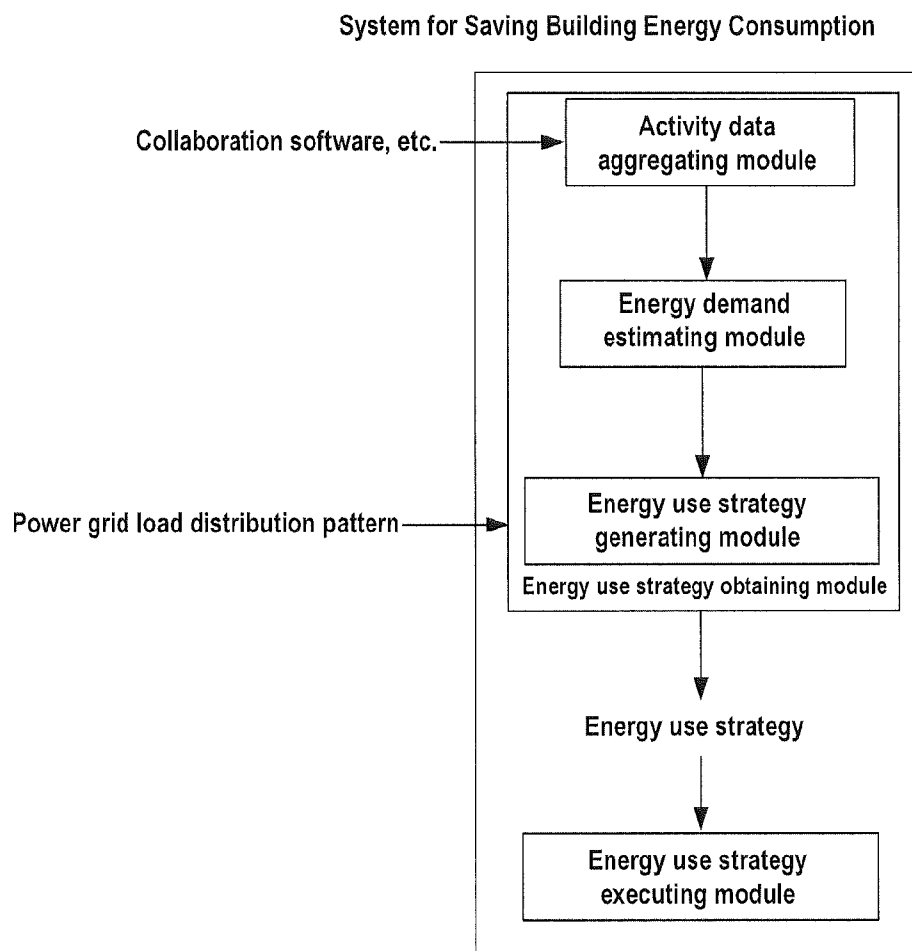 System for Saving Building Energy Consumption
Collaboration software, etc.
Activity data
aggregating module
Energy demand
estimating module
Power grid load distribution pattern
Energy use strategy
generating module
Energy use strategy obtaining module
Energy use strategy
Energy use strategy
executing module